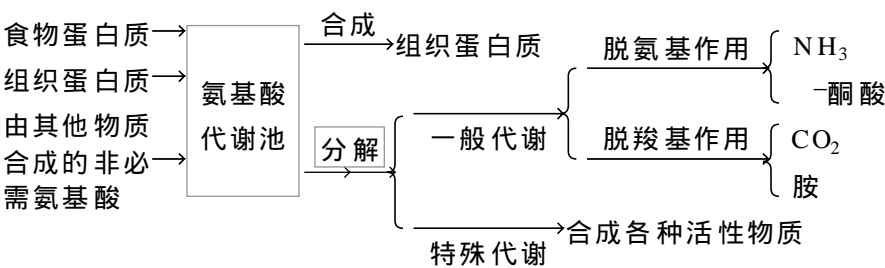 食物蛋白质
组织蛋白质
由其他物质
合成的非必
需氨基酸
氨基酸
代谢池
合成
组织蛋白质
分解
一般代谢
特殊代谢
脱氨基作用
NH₃
−酮酸
脱羧基作用
CO₂
胺
合成各种活性物质